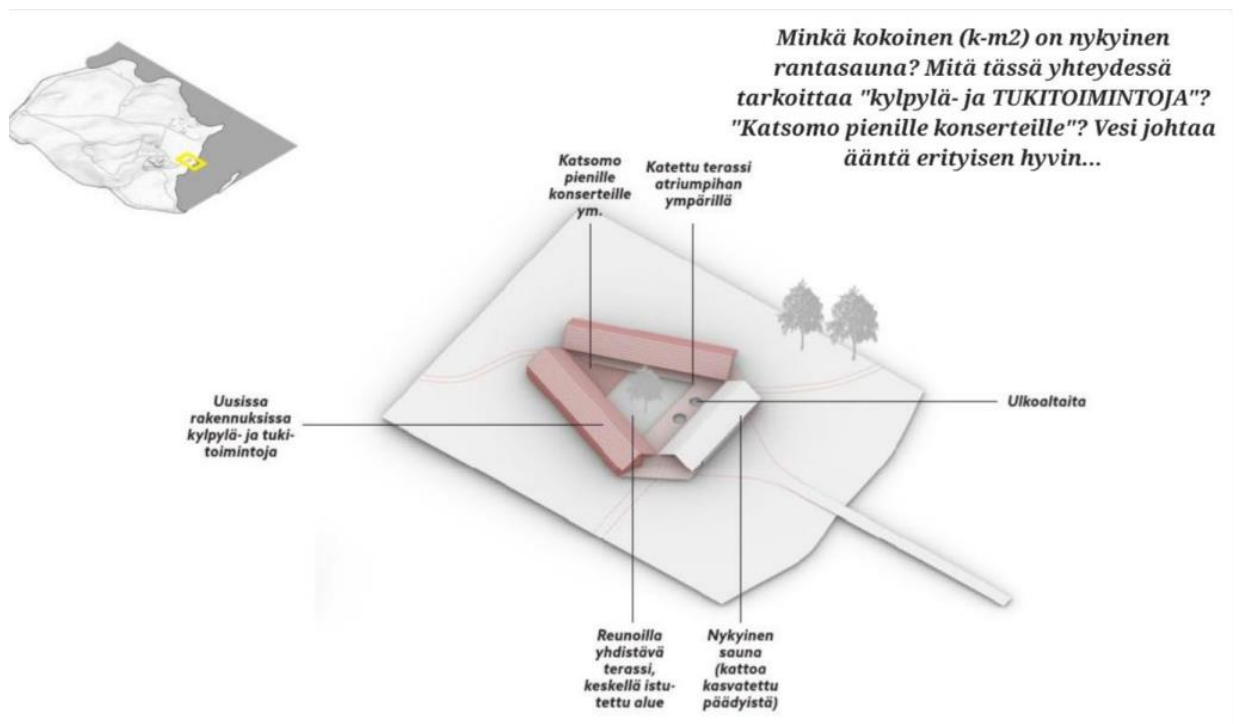 Minkä kokoinen (k-m2) on nykyinen
rantasauna? Mitä tässä yhteydessä
tarkoittaa "kylpylä- ja TUKITOIMINTOJA"?
"Katsomo pienille konserteille"? Vesi johtaa
ääntä erityisen hyvin...
Katsomo
pienille
konserteille
ym.
Katettu terassi
atriumpihan
ympärillä
Uusissa
rakennuksissa
kylpylä- ja tuki-
toimintoja
Ulkoaltaita
Reunoilla
yhdistävä
terassi,
keskellä istu-
tettu alue
Nykyinen
sauna
(kattoa
kasvatettu
päädyistä)